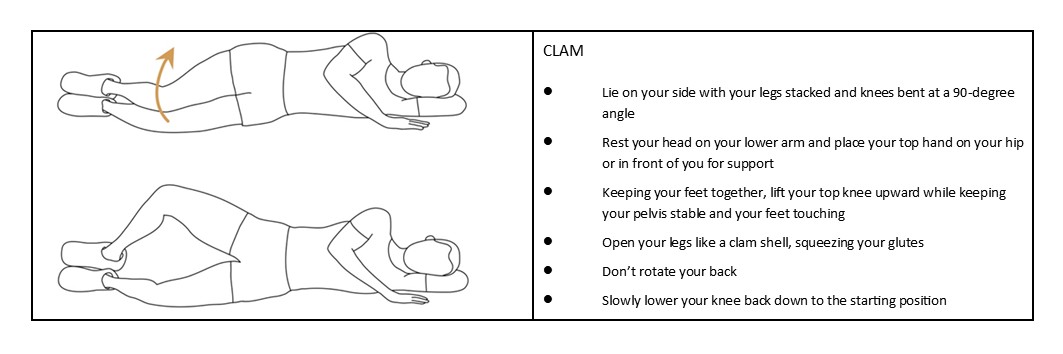 CLAM
● Lie on your side with your legs stacked and knees bent at a 90-degree
angle
● Rest your head on your lower arm and place your top hand on your hip
or in front of you for support
● Keeping your feet together, lift your top knee upward while keeping
your pelvis stable and your feet touching
● Open your legs like a clam shell, squeezing your glutes
● Don’t rotate your back
● Slowly lower your knee back down to the starting position